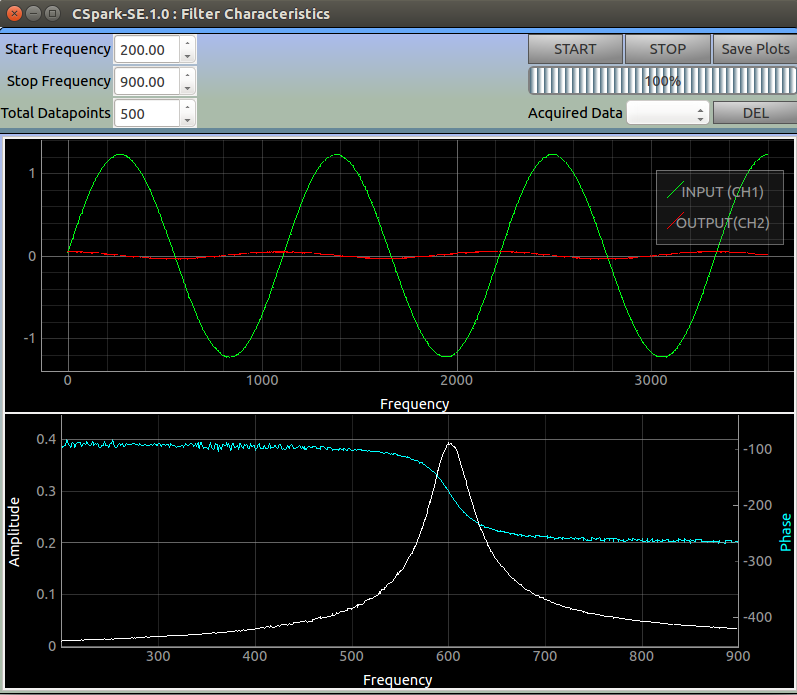 CSpark-SE.1.0 : Filter Characteristics
Start Frequency 200.00 START STOP Save Plots
Stop Frequency 900.00 100%
Total Datapoints 500 Acquired Data DEL
1
0
-1
INPUT (CH1)
OUTPUT(CH2)
0 1000 2000 3000
Frequency
0.4
0.3
0.2
0.1
0
Amplitude
-100
-200
-300
-400
Phase
300 400 500 600 700 800 900
Frequency